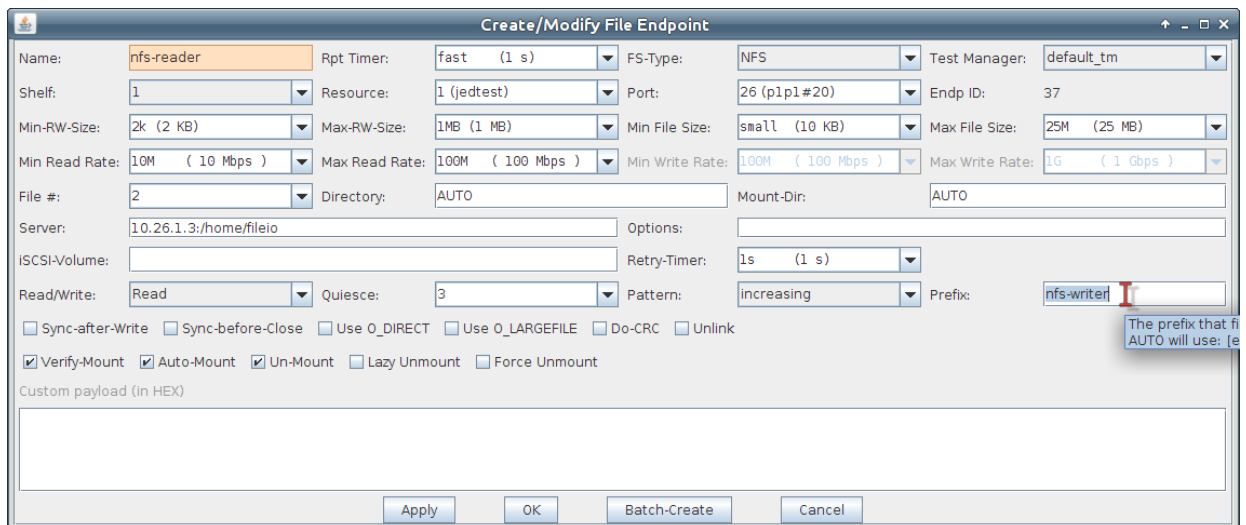 Create/Modify File Endpoint
Name: nfs-reader Rpt Timer: fast (1 s) FS-Type: NFS Test Manager: default_tm
Shelf: 1 Resource: 1 (jedtest) Port: 26 (p1p1#20) Endp ID: 37
Min-RW-Size: 2k (2 KB) Max-RW-Size: 1MB (1 MB) Min File Size: small (10 KB) Max File Size: 25M (25 MB)
Min Read Rate: 10M ( 10 Mbps ) Max Read Rate: 100M ( 100 Mbps ) Min Write Rate: 100M ( 100 Mbps ) Max Write Rate: 1G ( 1 Gbps )
File #: 2 Directory: AUTO Mount-Dir: AUTO
Server: 10.26.1.3:/home/fileio Options:
iSCSI-Volume: Retry-Timer: 1s (1 s)
Read/Write: Read Quiesce: 3 Pattern: increasing Prefix: nfs-writer
Sync-after-Write Sync-before-Close Use O_DIRECT Use O_LARGEFILE Do-CRC Unlink
The prefix that fi
AUTO will use: [e
Verify-Mount Auto-Mount Un-Mount Lazy Unmount Force Unmount
Custom payload (in HEX)
Apply OK Batch-Create Cancel